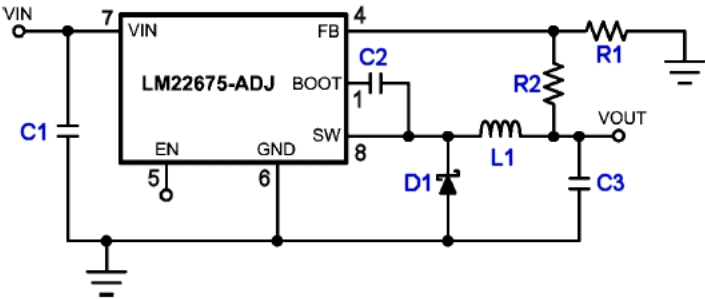 VIN
7
VIN
FB
4
R1
C2
LM22675-ADJ
BOOT
1
R2
C1
SW
8
L1
VOUT
EN
GND
5
6
D1
C3